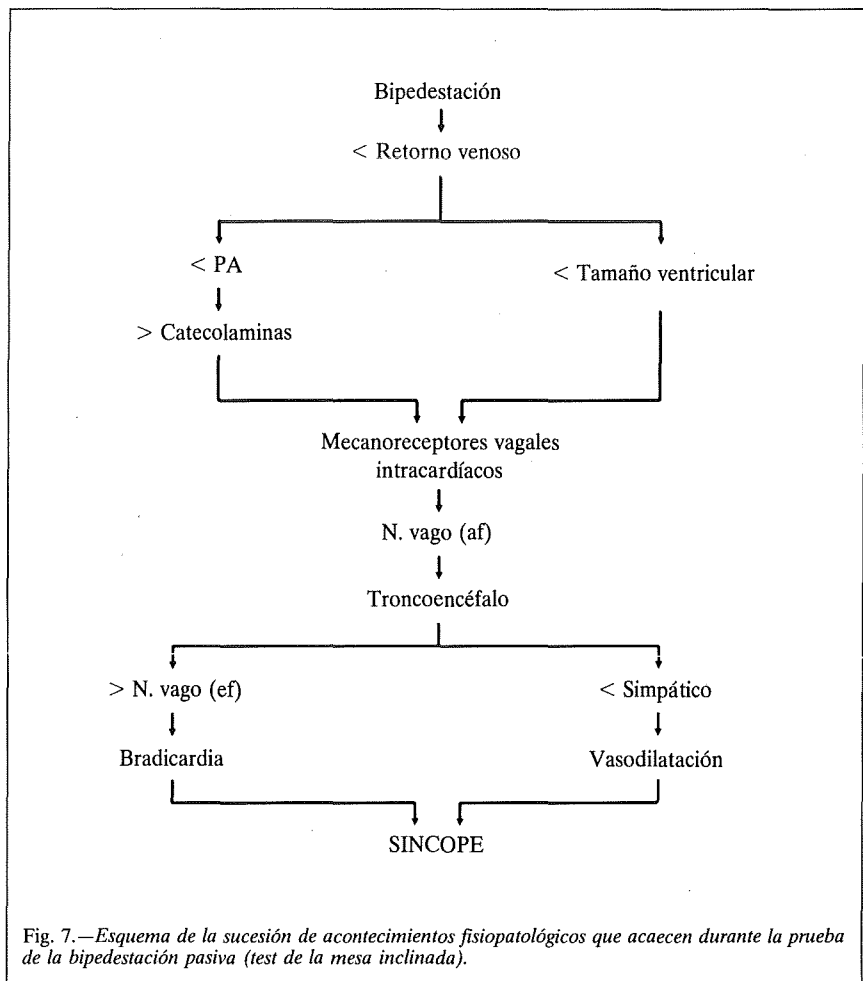 Bipedestación
< Retorno venoso
< PA
< Tamaño ventricular
> Catecolaminas
Mecanoreceptores vagales
intracardíacos
N. vago (af)
Troncoencéfalo
> N. vago (ef)
< Simpático
Bradicardia
Vasodilatación
SINCOPE
Fig. 7.—Esquema de la sucesión de acontecimientos fisiopatológicos que acaecen durante la prueba
de la bipedestación pasiva (test de la mesa inclinada).